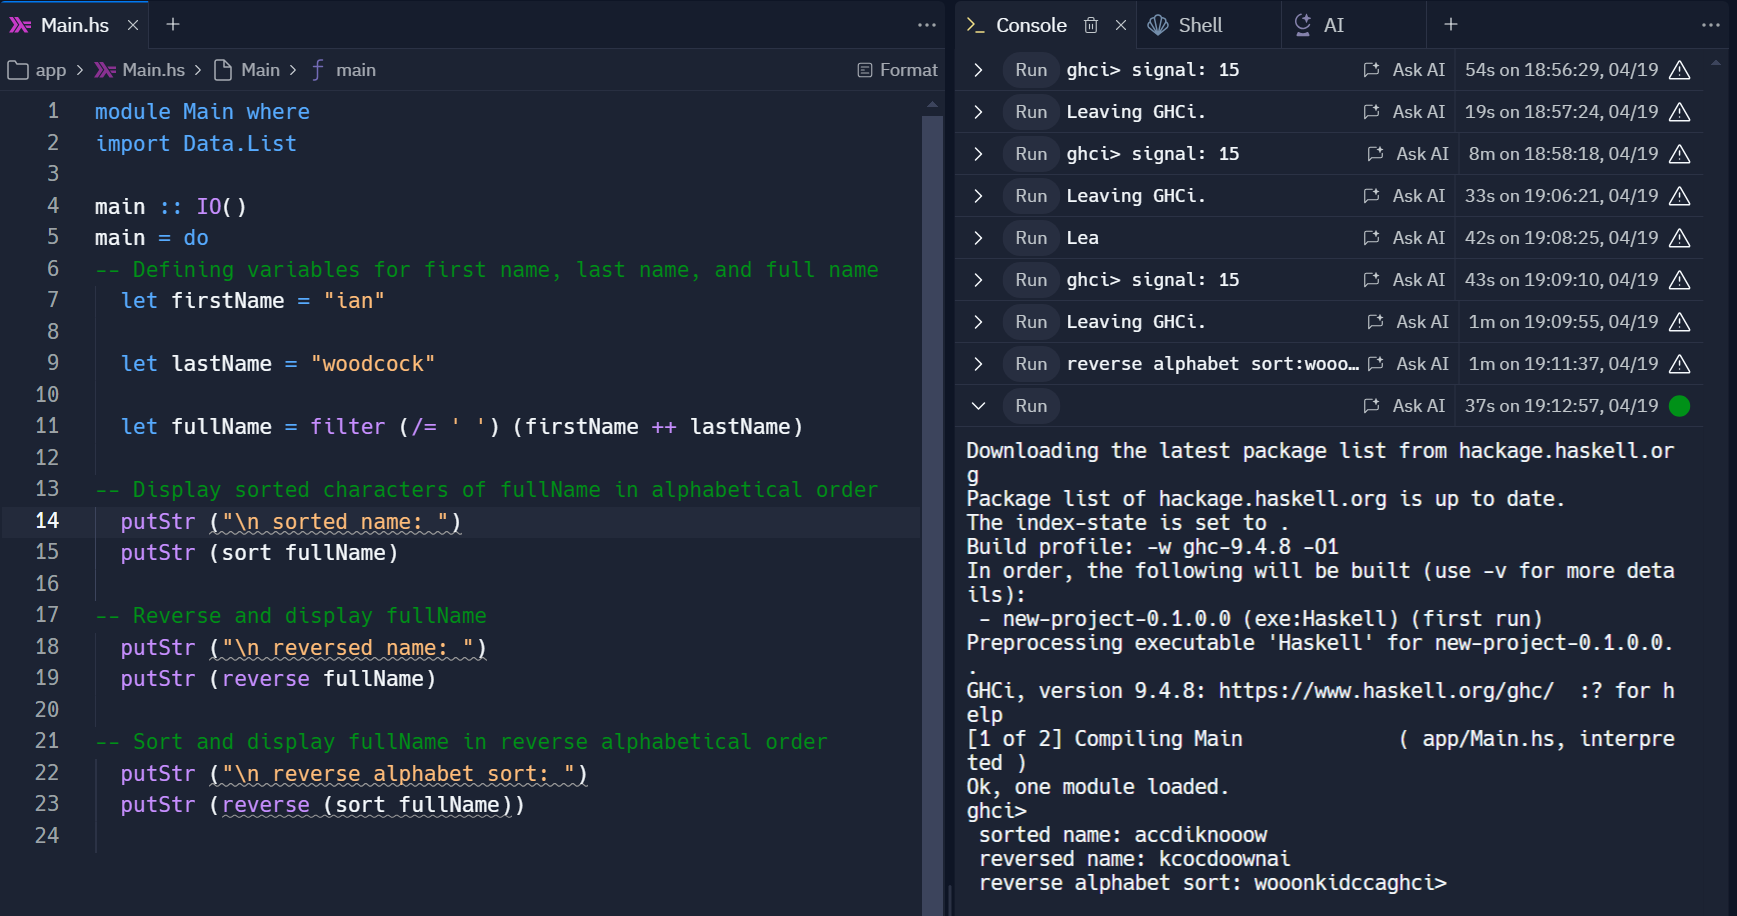 Main.hs
app > Main.hs > Main > main
Format
1 module Main where
2 import Data.List
3
4 main :: IO()
5 main = do
6 -- Defining variables for first name, last name, and full name
7 let firstName = "ian"
8
9 let lastName = "woodcock"
10
11 let fullName = filter (/= ' ') (firstName ++ lastName)
12
13 -- Display sorted characters of fullName in alphabetical order
14 putStr ("\n sorted name: ")
15 putStr (sort fullName)
16
17 -- Reverse and display fullName
18 putStr ("\n reversed name: ")
19 putStr (reverse fullName)
20
21 -- Sort and display fullName in reverse alphabetical order
22 putStr ("\n reverse alphabet sort: ")
23 putStr (reverse (sort fullName))
24
Console Shell AI
Run ghci> signal: 15 Ask AI 54s on 18:56:29, 04/19
Run Leaving GHCi. Ask AI 19s on 18:57:24, 04/19
Run ghci> signal: 15 Ask AI 8m on 18:58:18, 04/19
Run Leaving GHCi. Ask AI 33s on 19:06:21, 04/19
Run Lea Ask AI 42s on 19:08:25, 04/19
Run ghci> signal: 15 Ask AI 43s on 19:09:10, 04/19
Run Leaving GHCi. Ask AI 1m on 19:09:55, 04/19
Run reverse alphabet sort:wooo… Ask AI 1m on 19:11:37, 04/19
Run Ask AI 37s on 19:12:57, 04/19
Downloading the latest package list from hackage.haskell.or
g
Package list of hackage.haskell.org is up to date.
The index-state is set to .
Build profile: -w ghc-9.4.8 -O1
In order, the following will be built (use -v for more deta
ils):
- new-project-0.1.0.0 (exe:Haskell) (first run)
Preprocessing executable 'Haskell' for new-project-0.1.0.0.
.
GHCi, version 9.4.8: https://www.haskell.org/ghc/  :? for h
elp
[1 of 2] Compiling Main             ( app/Main.hs, interpre
ted )
Ok, one module loaded.
ghci>
sorted name: accdiknooow
reversed name: kcocdoownai
reverse alphabet sort: wooonkidccaghci>